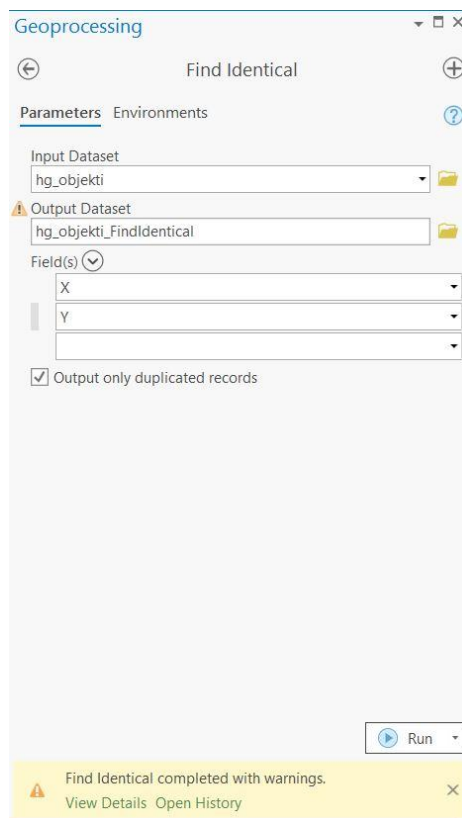 Geoprocessing
Find Identical
Parameters Environments
Input Dataset
hg_objekti
Output Dataset
hg_objekti_FindIdentical
Field(s)
X
Y
Output only duplicated records
Run
Find Identical completed with warnings.
View Details Open History